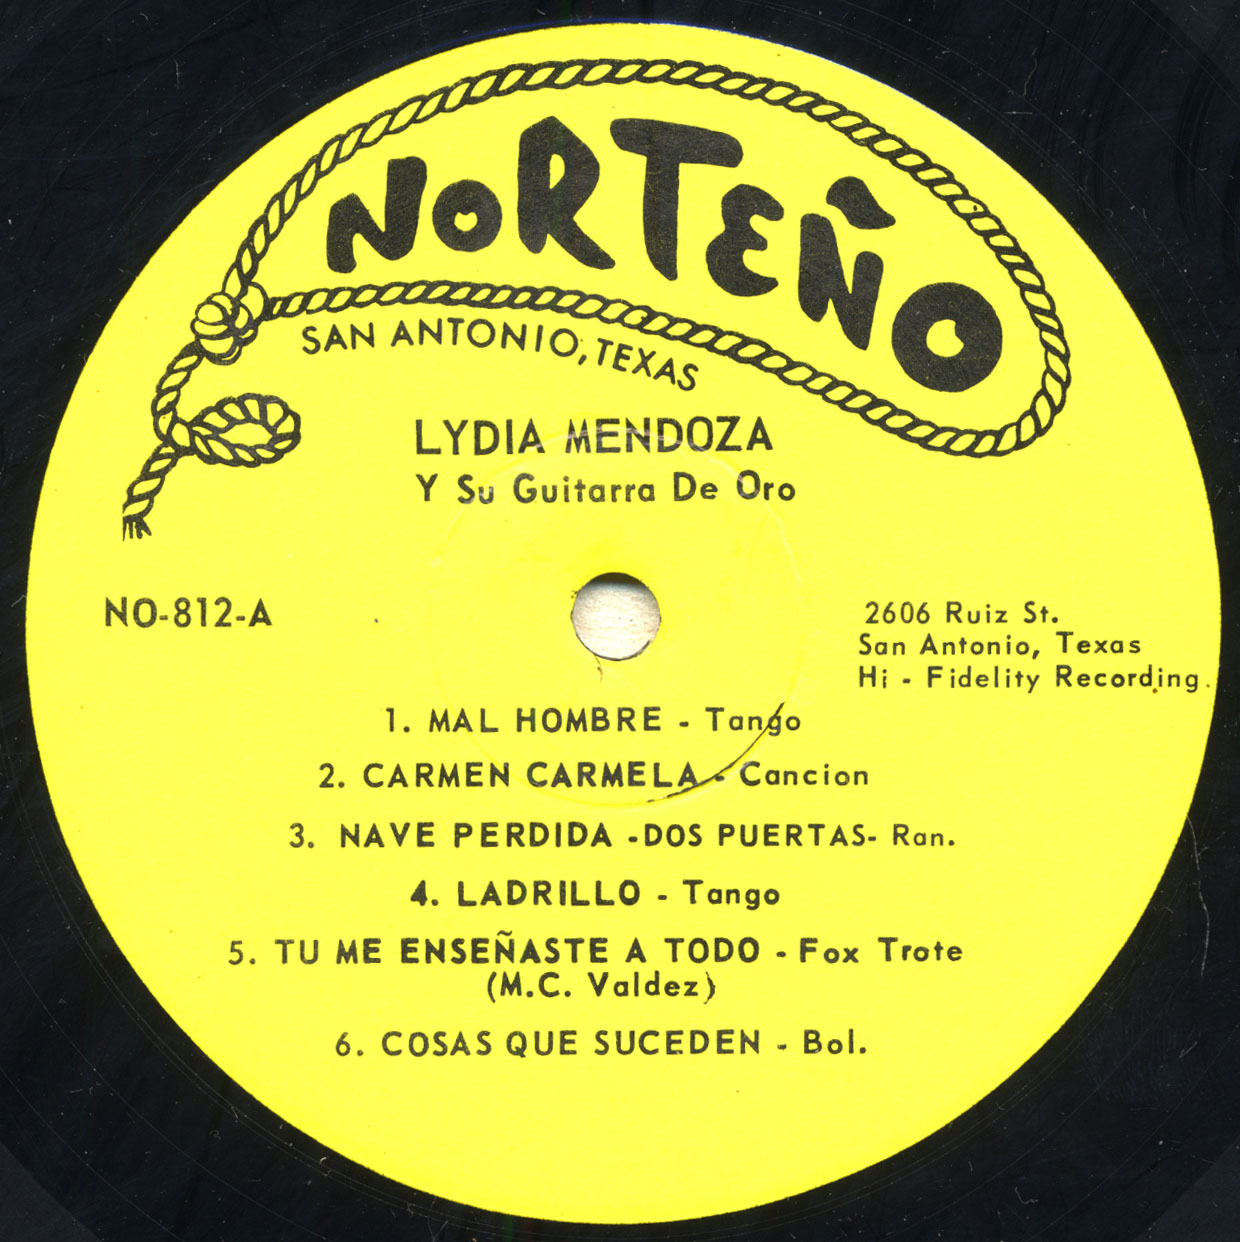 NORTEÑO
SAN ANTONIO, TEXAS
LYDIA MENDOZA
Y Su Guitarra De Oro
NO-812-A
2606 Ruiz St.
San Antonio, Texas
Hi - Fidelity Recording.
1. MAL HOMBRE - Tango
2. CARMEN CARMELA - Cancion
3. NAVE PERDIDA -DOS PUERTAS- Ran.
4. LADRILLO - Tango
5. TU ME ENSEÑASTE A TODO - Fox Trote
(M.C. Valdez)
6. COSAS QUE SUCEDEN - Bol.